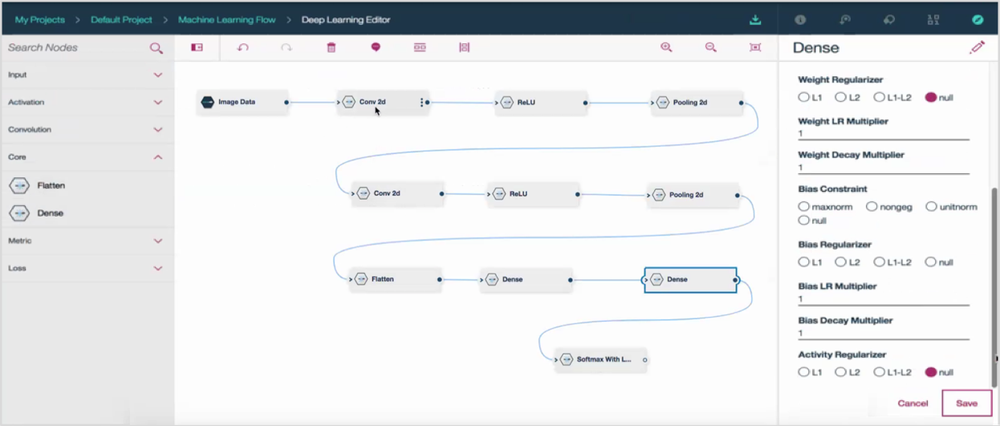 My Projects > Default Project > Machine Learning Flow > Deep Learning Editor
Search Nodes
Input
Activation
Convolution
Core
Flatten
Dense
Metric
Loss
Image Data
Conv 2d
ReLU
Pooling 2d
Conv 2d
ReLU
Pooling 2d
Flatten
Dense
Dense
Softmax With L...
Dense
Weight Regularizer
L1 L2 L1-L2 null
Weight LR Multiplier
1
Weight Decay Multiplier
1
Bias Constraint
maxnorm nongeg unitnorm
null
Bias Regularizer
L1 L2 L1-L2 null
Bias LR Multiplier
1
Bias Decay Multiplier
1
Activity Regularizer
L1 L2 L1-L2 null
Cancel Save